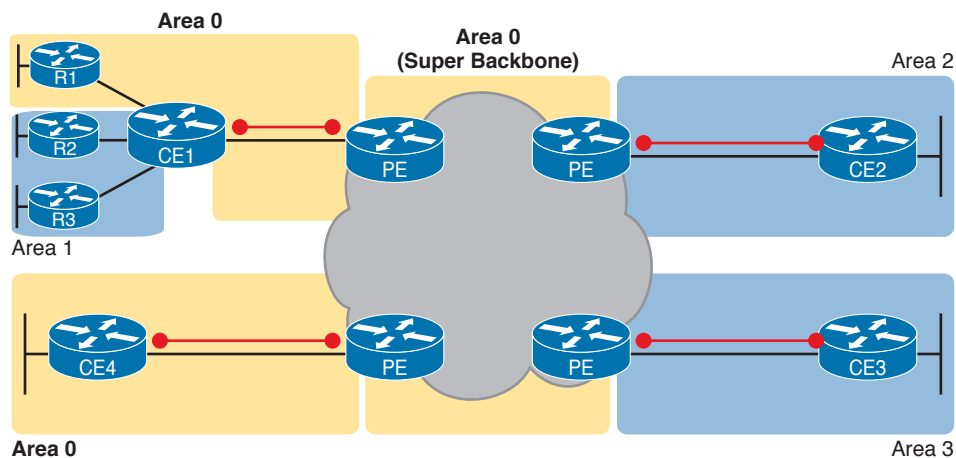 Area 0
Area 0
(Super Backbone)
Area 2
R1
R2
CE1
PE
PE
CE2
R3
Area 1
CE4
PE
PE
CE3
Area 0
Area 3